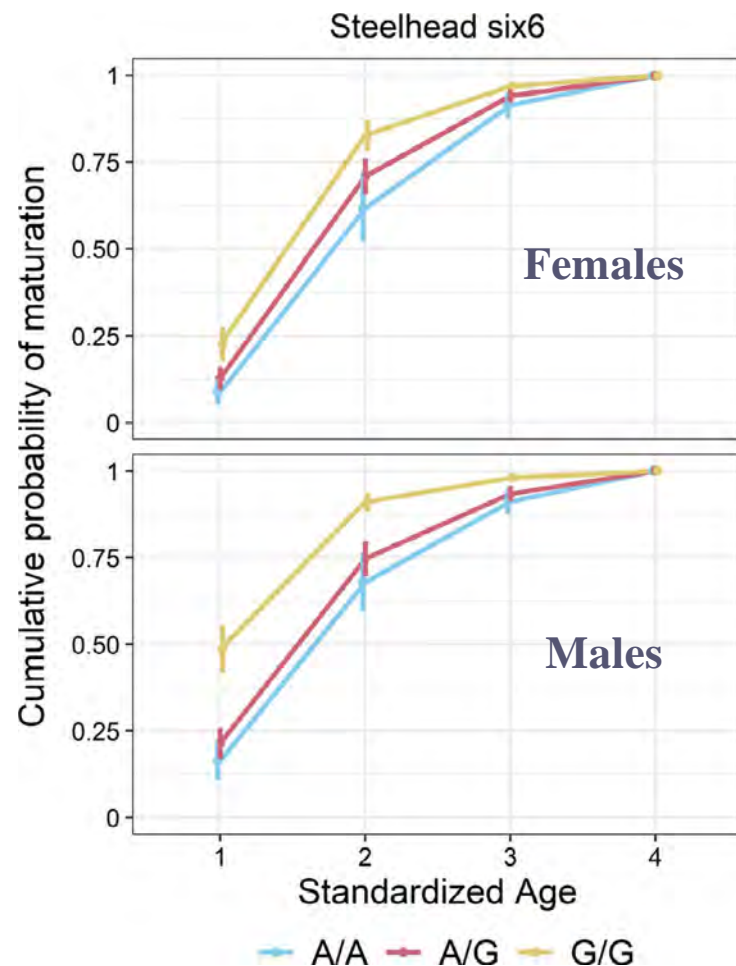 Steelhead six6
Cumulative probability of maturation
1
0.75
0.50
0.25
0
Females
1
0.75
0.50
0.25
0
Males
1 2 3 4
Standardized Age
A/A A/G G/G